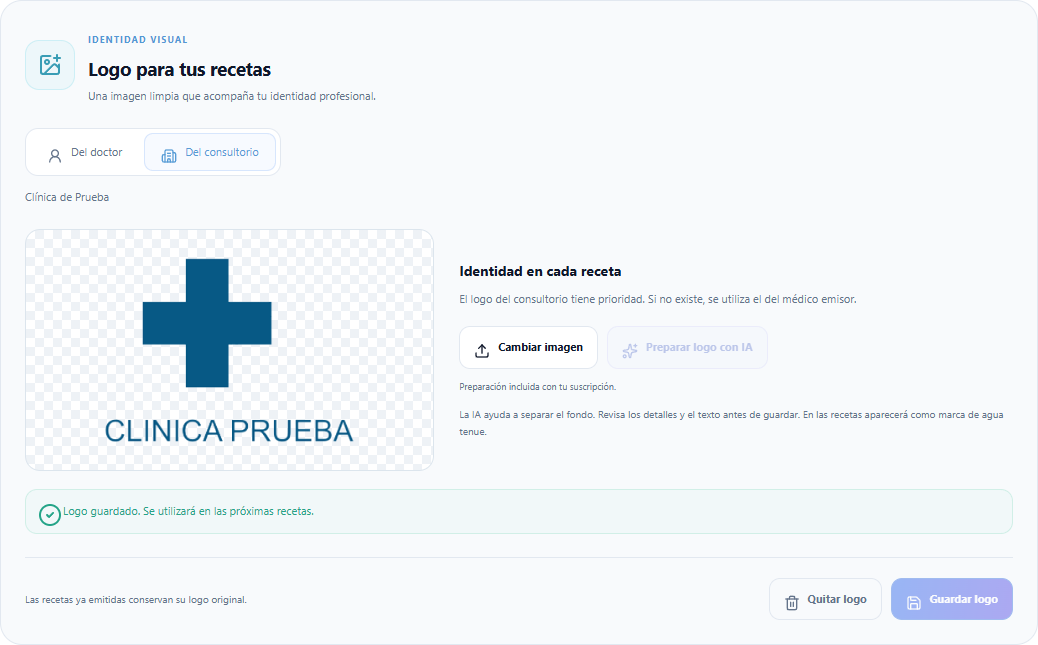 IDENTIDAD VISUAL
Logo para tus recetas
Una imagen limpia que acompaña tu identidad profesional.
Del doctor
Del consultorio
Clínica de Prueba
CLINICA PRUEBA
Identidad en cada receta
El logo del consultorio tiene prioridad. Si no existe, se utiliza el del médico emisor.
Cambiar imagen
Preparar logo con IA
Preparación incluida con tu suscripción.
La IA ayuda a separar el fondo. Revisa los detalles y el texto antes de guardar. En las recetas aparecerá como marca de agua
tenue.
Logo guardado. Se utilizará en las próximas recetas.
Las recetas ya emitidas conservan su logo original.
Quitar logo
Guardar logo